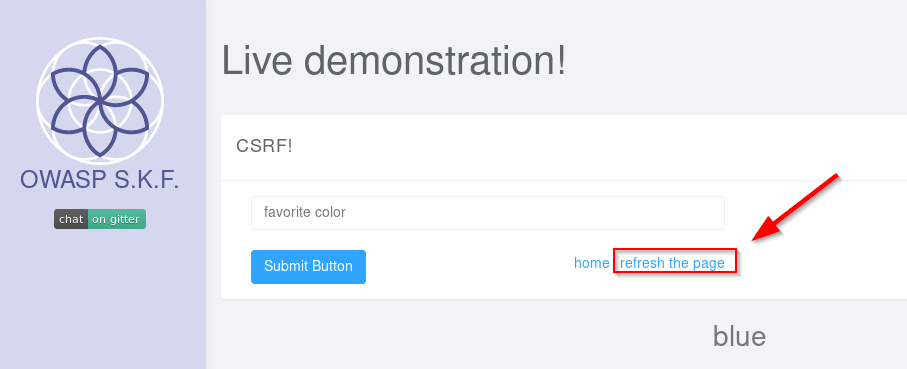 OWASP S.K.F.
chat on gitter
Live demonstration!
CSRF!
favorite color
Submit Button
home refresh the page
blue